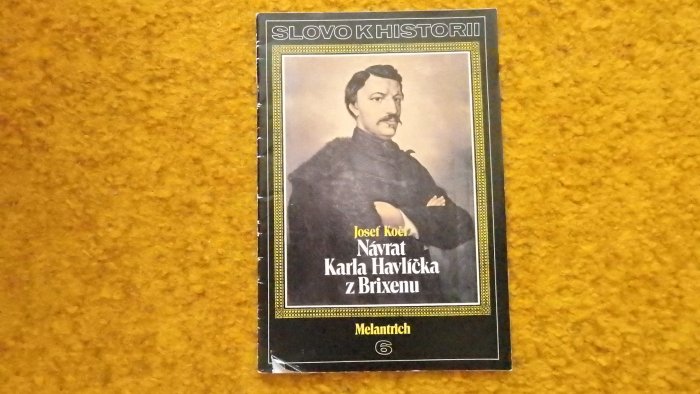 SLOVO K HISTORII
Josef Kočí
Návrat
Karla Havlíčka
z Brixenu
Melantrich
6